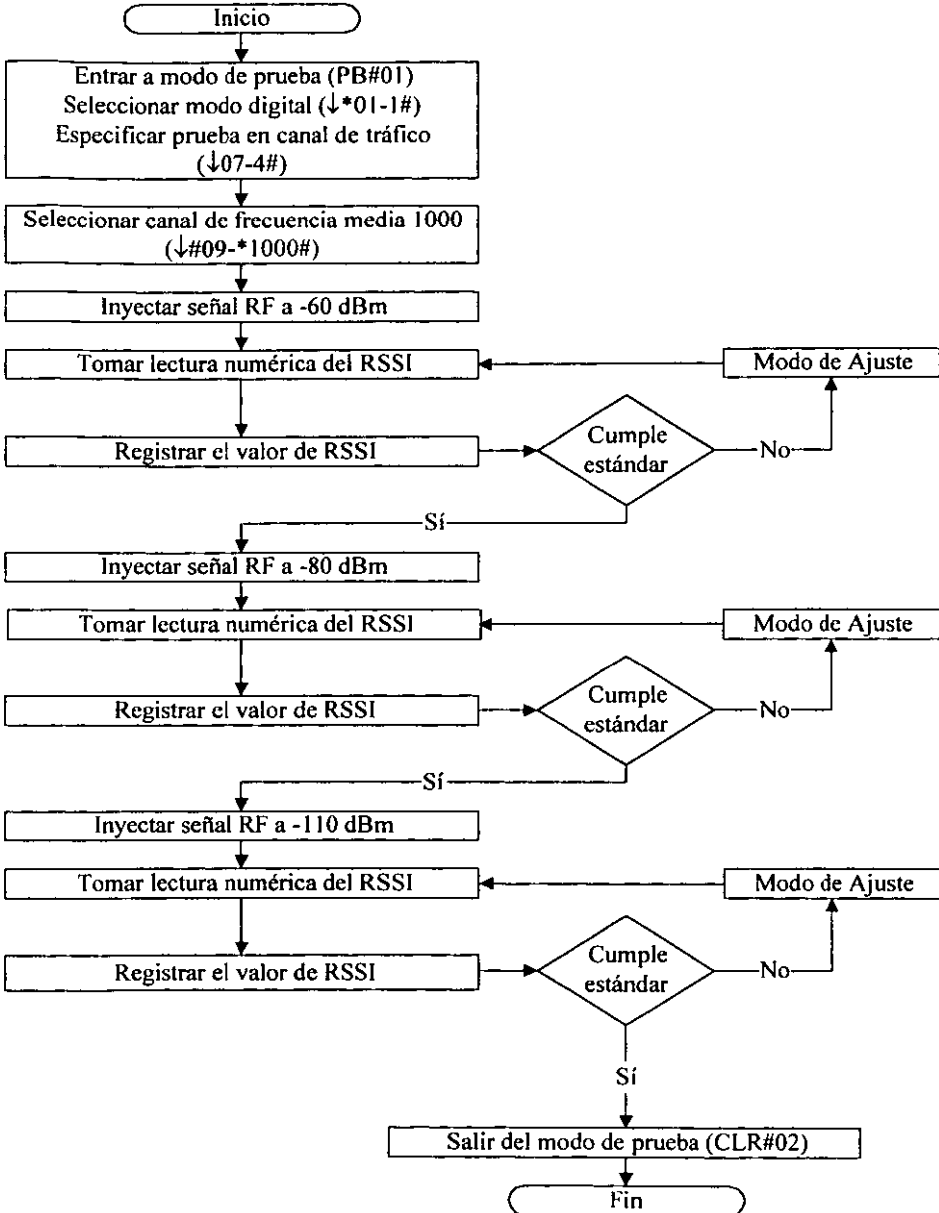 Inicio
Entrar a modo de prueba (PB#01)
Seleccionar modo digital (↓*01-1#)
Especificar prueba en canal de tráfico
(↓07-4#)
Seleccionar canal de frecuencia media 1000
(↓#09-*1000#)
Inyectar señal RF a -60 dBm
Tomar lectura numérica del RSSI
Modo de Ajuste
Registrar el valor de RSSI
Cumple
estándar
No
Sí
Inyectar señal RF a -80 dBm
Tomar lectura numérica del RSSI
Modo de Ajuste
Registrar el valor de RSSI
Cumple
estándar
No
Sí
Inyectar señal RF a -110 dBm
Tomar lectura numérica del RSSI
Modo de Ajuste
Registrar el valor de RSSI
Cumple
estándar
No
Sí
Salir del modo de prueba (CLR#02)
Fin